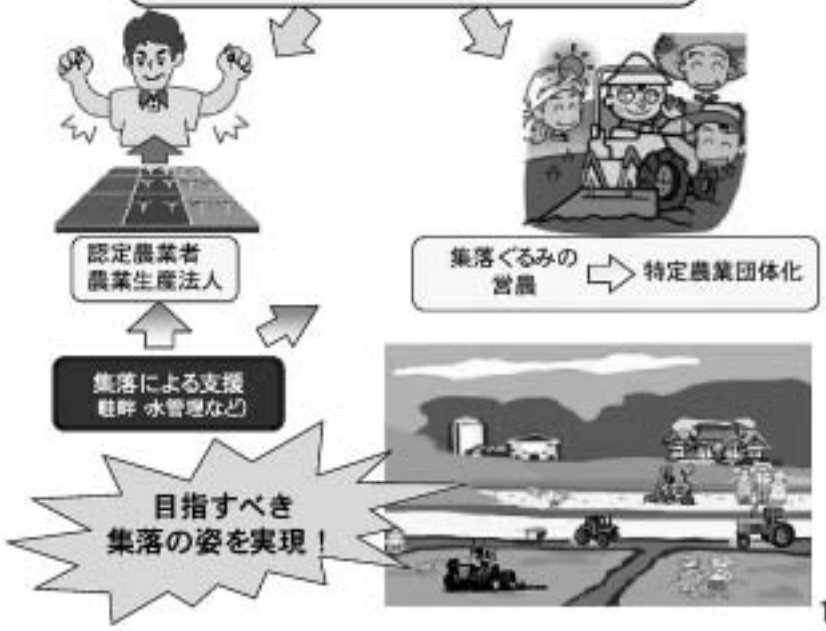 認定農業者
農業生産法人
集落ぐるみの
営農
特定農業団体化
集落による支援
畦畔・水管理など
目指すべき
集落の姿を実現!